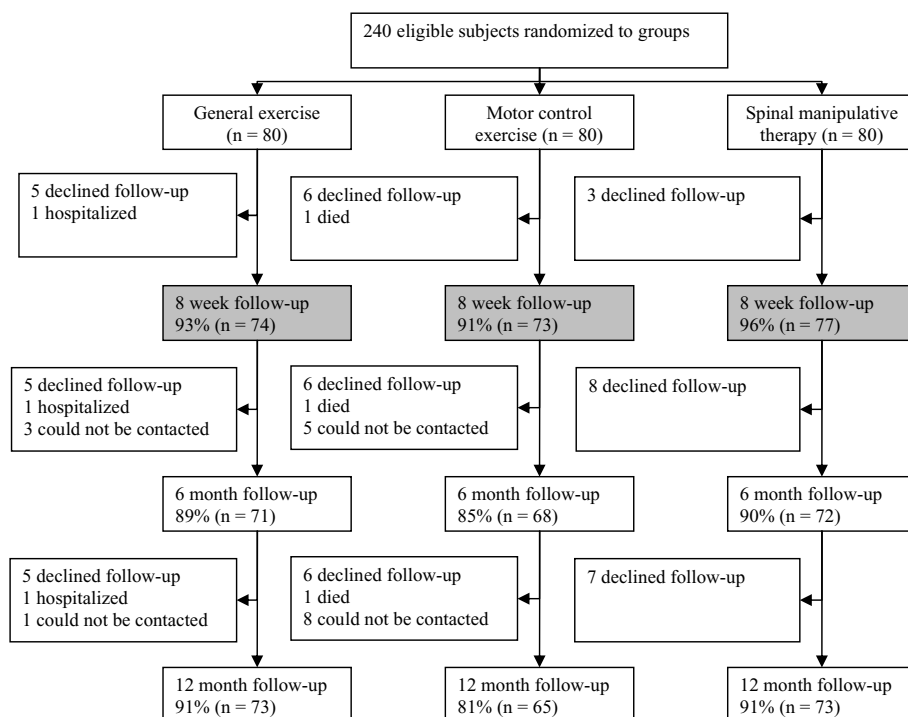 240 eligible subjects randomized to groups
General exercise
(n = 80)
Motor control
exercise (n = 80)
Spinal manipulative
therapy (n = 80)
5 declined follow-up
1 hospitalized
6 declined follow-up
1 died
3 declined follow-up
8 week follow-up
93% (n = 74)
8 week follow-up
91% (n = 73)
8 week follow-up
96% (n = 77)
5 declined follow-up
1 hospitalized
3 could not be contacted
6 declined follow-up
1 died
5 could not be contacted
8 declined follow-up
6 month follow-up
89% (n = 71)
6 month follow-up
85% (n = 68)
6 month follow-up
90% (n = 72)
5 declined follow-up
1 hospitalized
1 could not be contacted
6 declined follow-up
1 died
8 could not be contacted
7 declined follow-up
12 month follow-up
91% (n = 73)
12 month follow-up
81% (n = 65)
12 month follow-up
91% (n = 73)